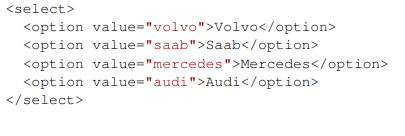 <select>
  <option value="volvo">Volvo</option>
  <option value="saab">Saab</option>
  <option value="mercedes">Mercedes</option>
  <option value="audi">Audi</option>
</select>